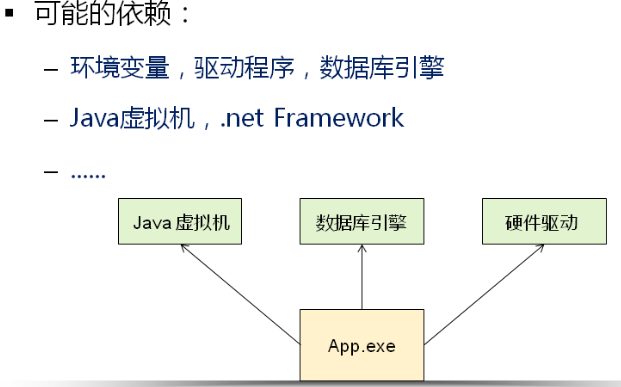 ▪ 可能的依赖：
– 环境变量，驱动程序，数据库引擎
– Java虚拟机，.net Framework
– ......
Java 虚拟机
数据库引擎
硬件驱动
App.exe